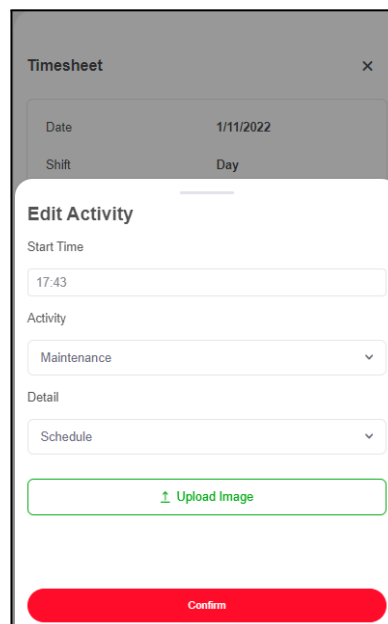 Timesheet
Date 1/11/2022
Shift Day
Edit Activity
Start Time
17:43
Activity
Maintenance
Detail
Schedule
Upload Image
Confirm